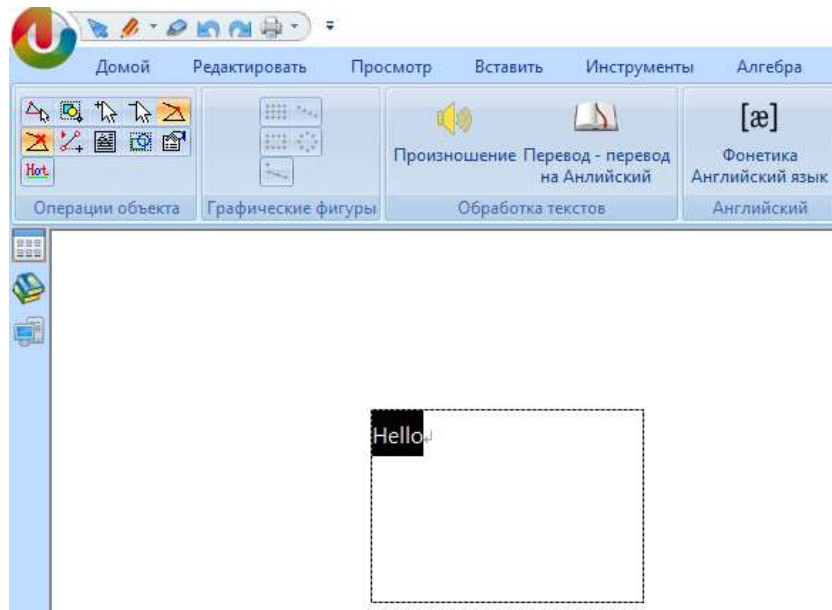 Домой Редактировать Просмотр Вставить Инструменты Алгебра
Hot
[æ]
Произношение Перевод - перевод на Анлийский Фонетика Английский язык
Операции объекта Графические фигуры Обработка текстов Английский
Hello